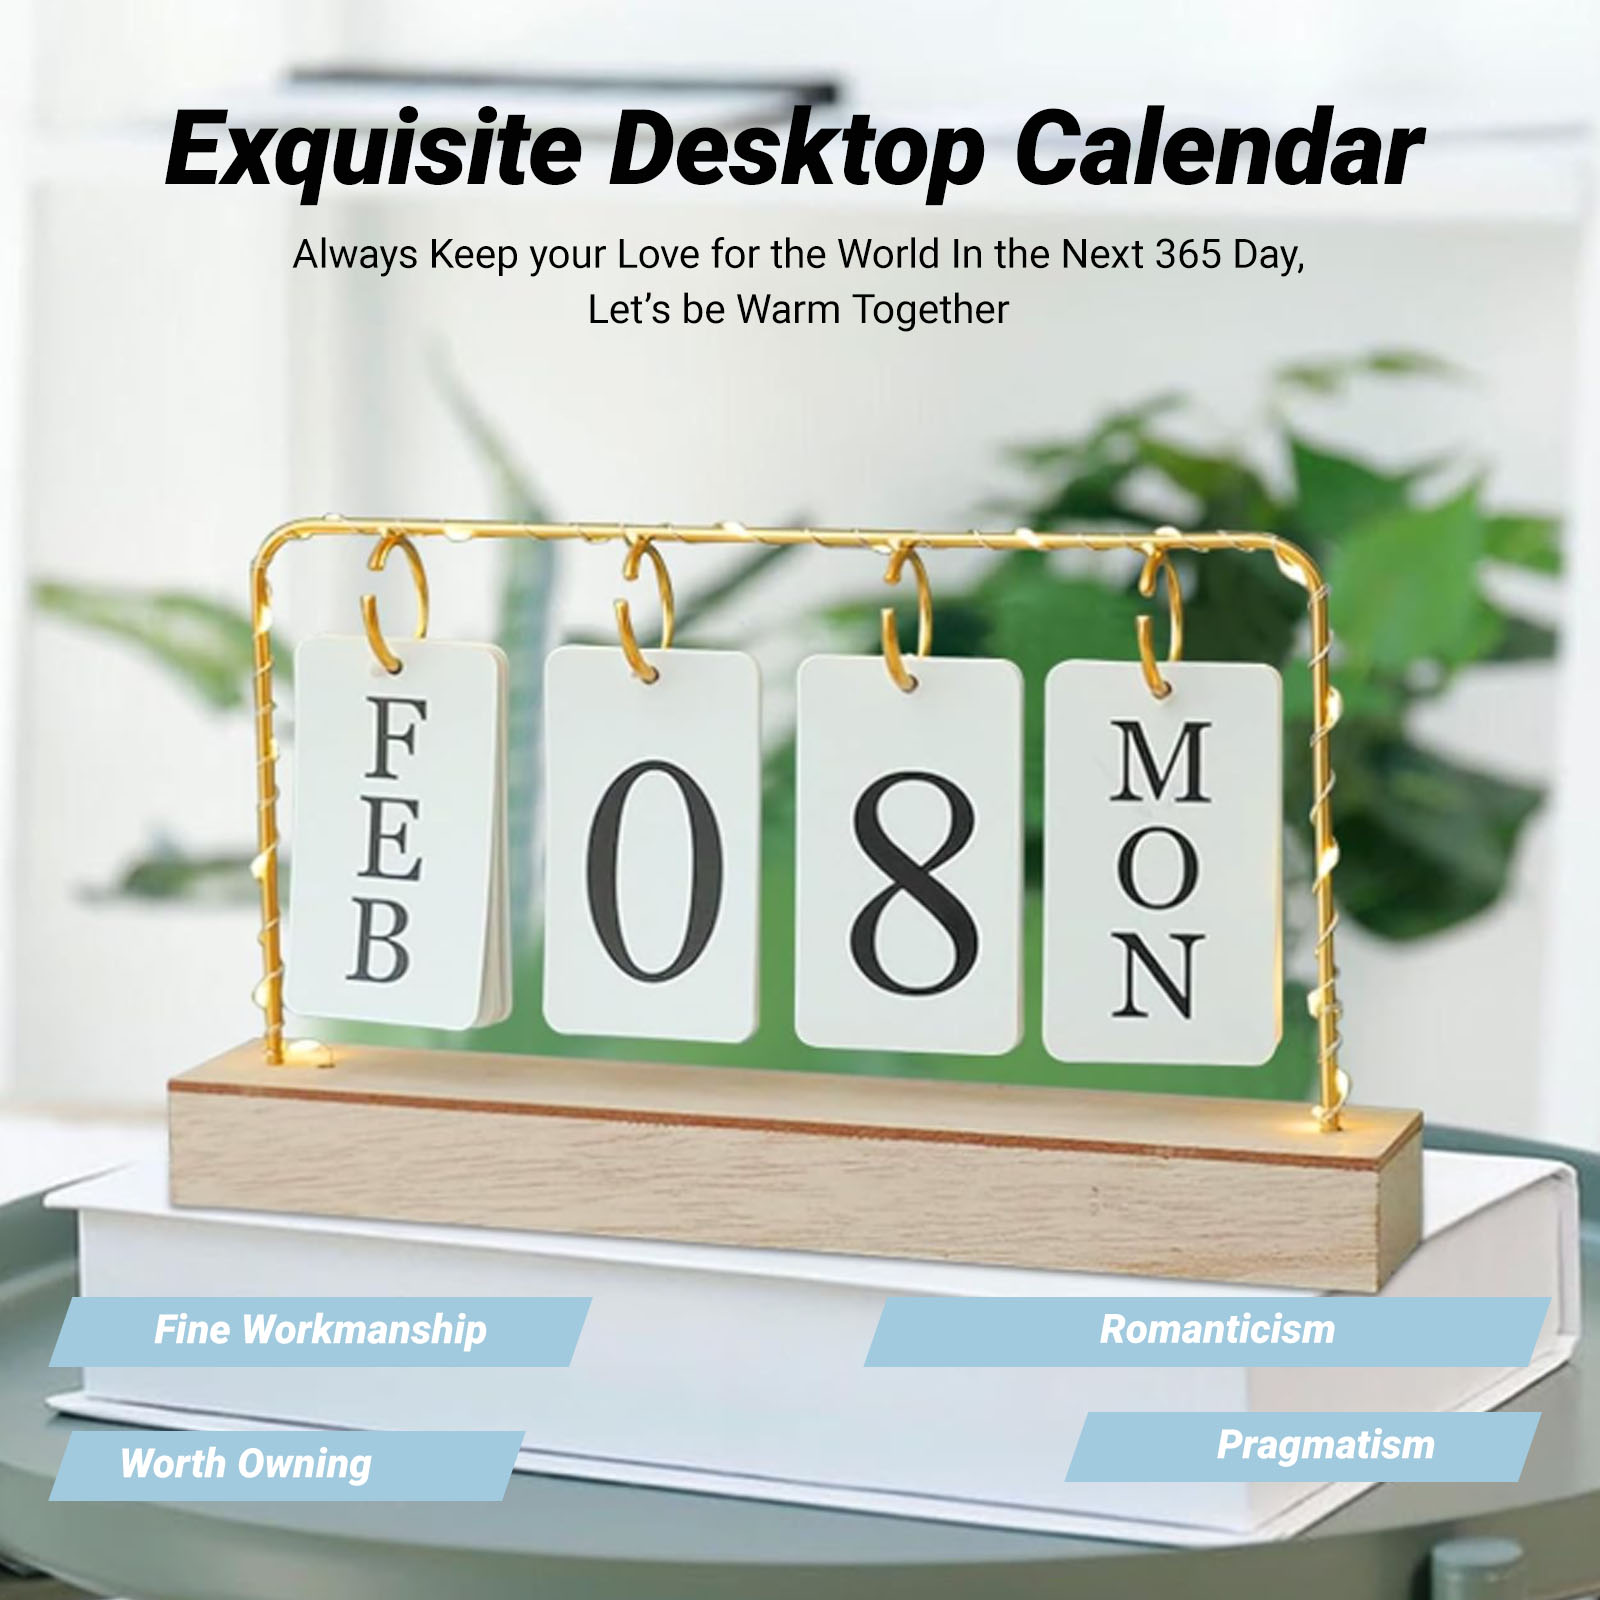 Exquisite Desktop Calendar
Always Keep your Love for the World In the Next 365 Day,
Let's be Warm Together
FEB
0
8
MON
Fine Workmanship
Romanticism
Worth Owning
Pragmatism